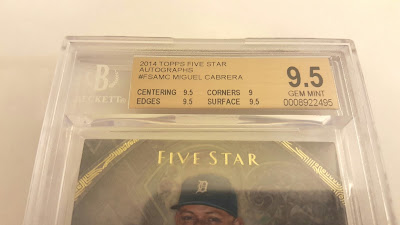 2014 TOPPS FIVE STAR
AUTOGRAPHS
#FSAMC MIGUEL CABRERA
CENTERING 9.5 CORNERS 9
EDGES 9.5 SURFACE 9.5
9.5
GEM MINT
0008922495
B
BECKETT
FIVE STAR
D